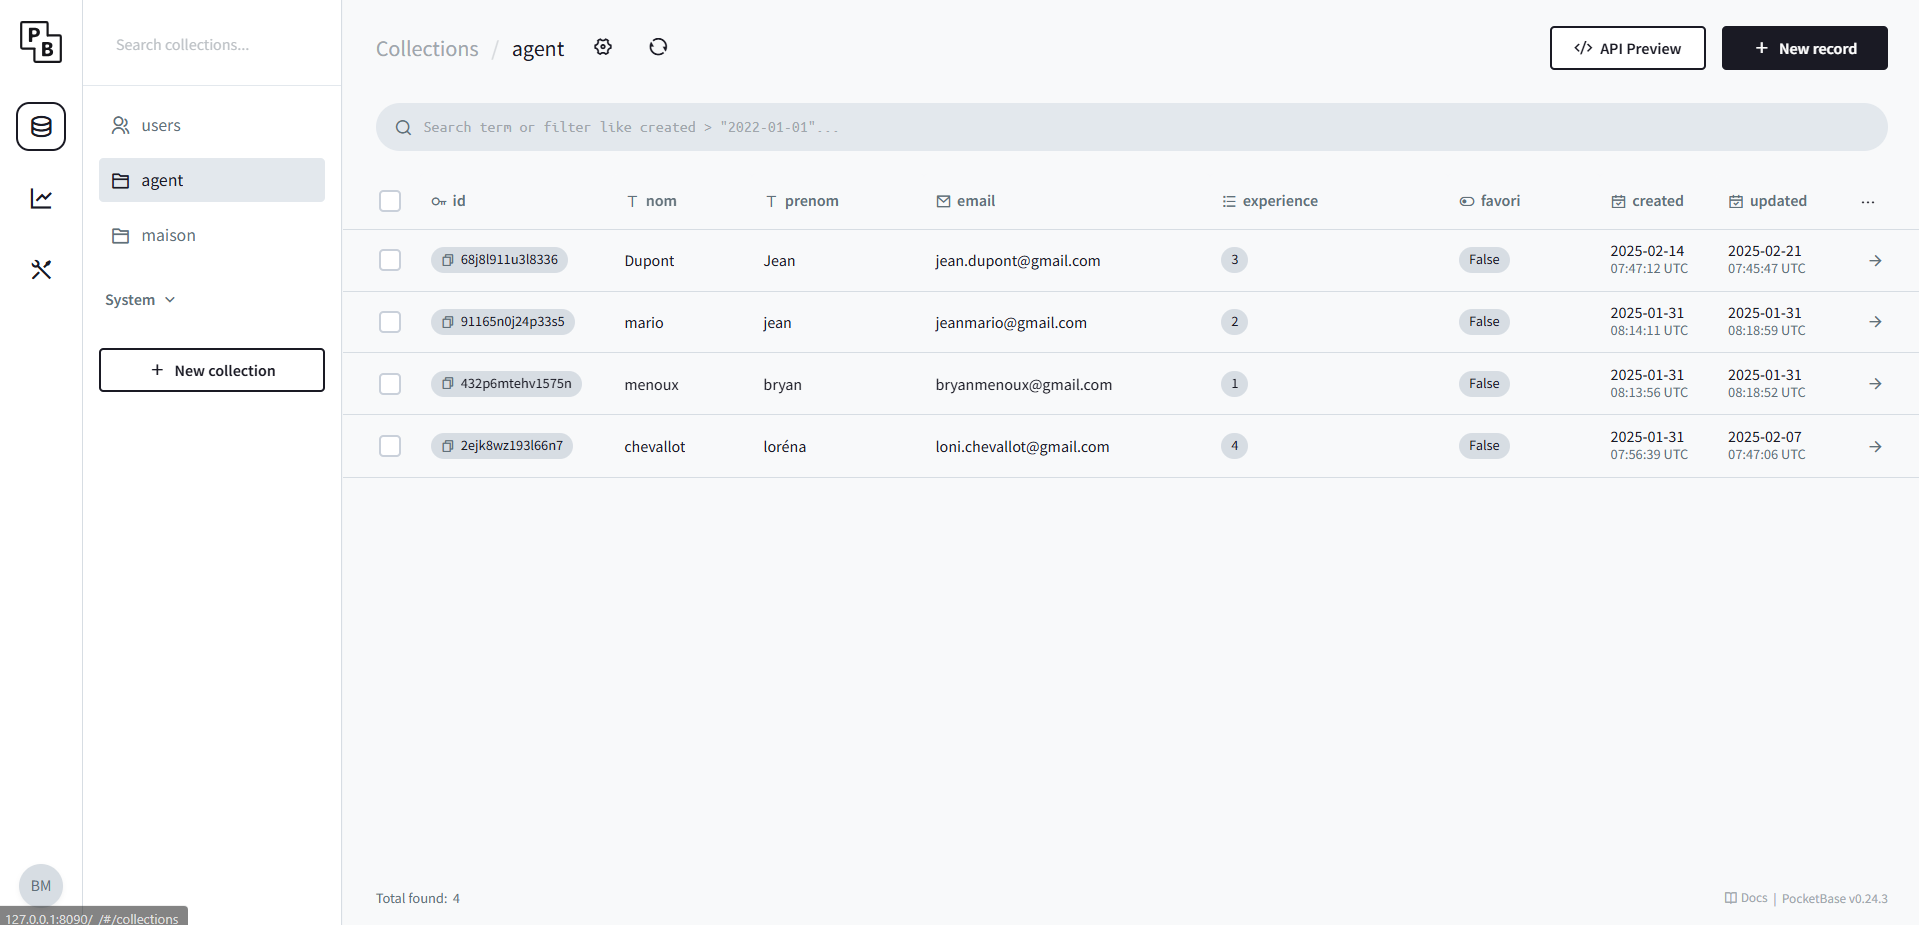 PB
Search collections...
users
agent
maison
System
+ New collection
BM
127.0.0.1:8090/_/#/collections
Collections / agent
</> API Preview
+ New record
Search term or filter like created > "2022-01-01"...
id nom prenom email experience favori created updated ...
68j8l911u3l8336 Dupont Jean jean.dupont@gmail.com 3 False 2025-02-14 2025-02-21
07:47:12 UTC 07:45:47 UTC
91165n0j24p33s5 mario jean jeanmario@gmail.com 2 False 2025-01-31 2025-01-31
08:14:11 UTC 08:18:59 UTC
432p6mtehv1575n menoux bryan bryanmenoux@gmail.com 1 False 2025-01-31 2025-01-31
08:13:56 UTC 08:18:52 UTC
2ejk8wz193l66n7 chevallot loréna loni.chevallot@gmail.com 4 False 2025-01-31 2025-02-07
07:56:39 UTC 07:47:06 UTC
Total found: 4
Docs | PocketBase v0.24.3